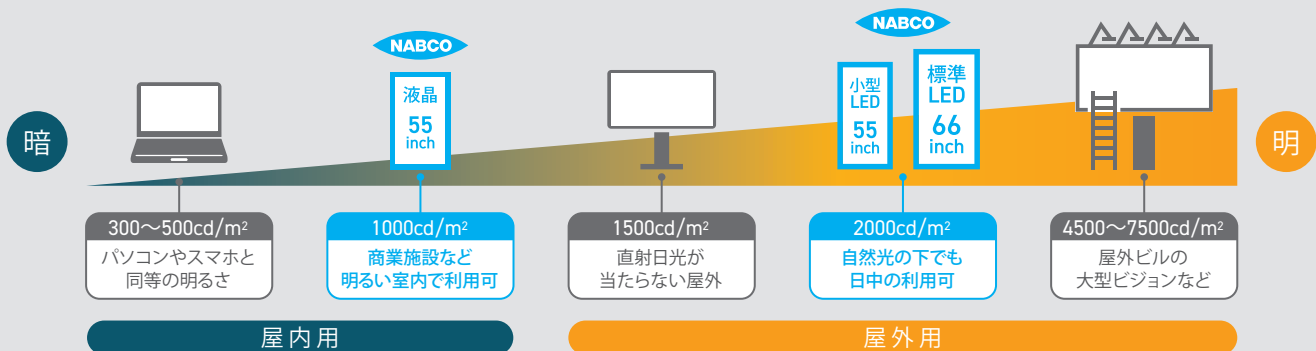 NABCO
NABCO
液晶
55
inch
小型
LED
55
inch
標準
LED
66
inch
暗
明
300〜500cd/m²
パソコンやスマホと
同等の明るさ
1000cd/m²
商業施設など
明るい室内で利用可
1500cd/m²
直射日光が
当たらない屋外
2000cd/m²
自然光の下でも
日中の利用可
4500〜7500cd/m²
屋外ビルの
大型ビジョンなど
屋内用
屋外用